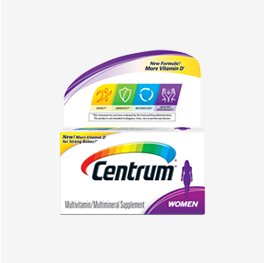 New Formula!
More Vitamin D
ENERGY
IMMUNITY
METABOLISM
New! More Vitamin D
for Strong Bones
Centrum
Multivitamin/Multimineral Supplement
WOMEN